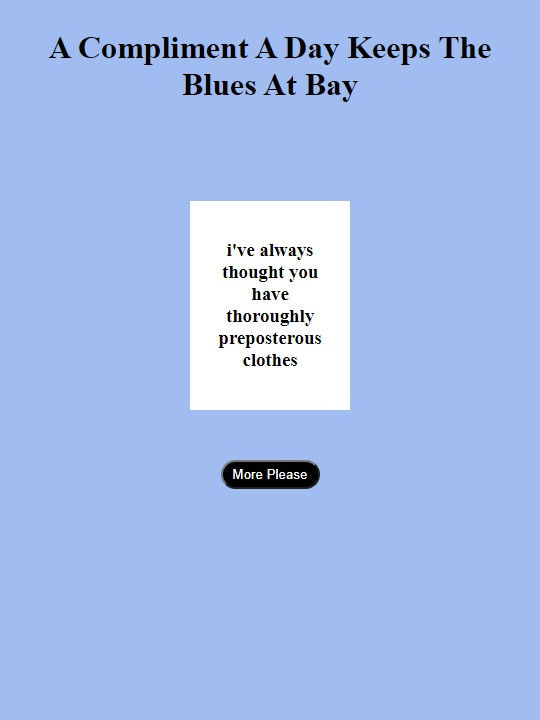 A Compliment A Day Keeps The
Blues At Bay
i've always
thought you
have
thoroughly
preposterous
clothes
More Please